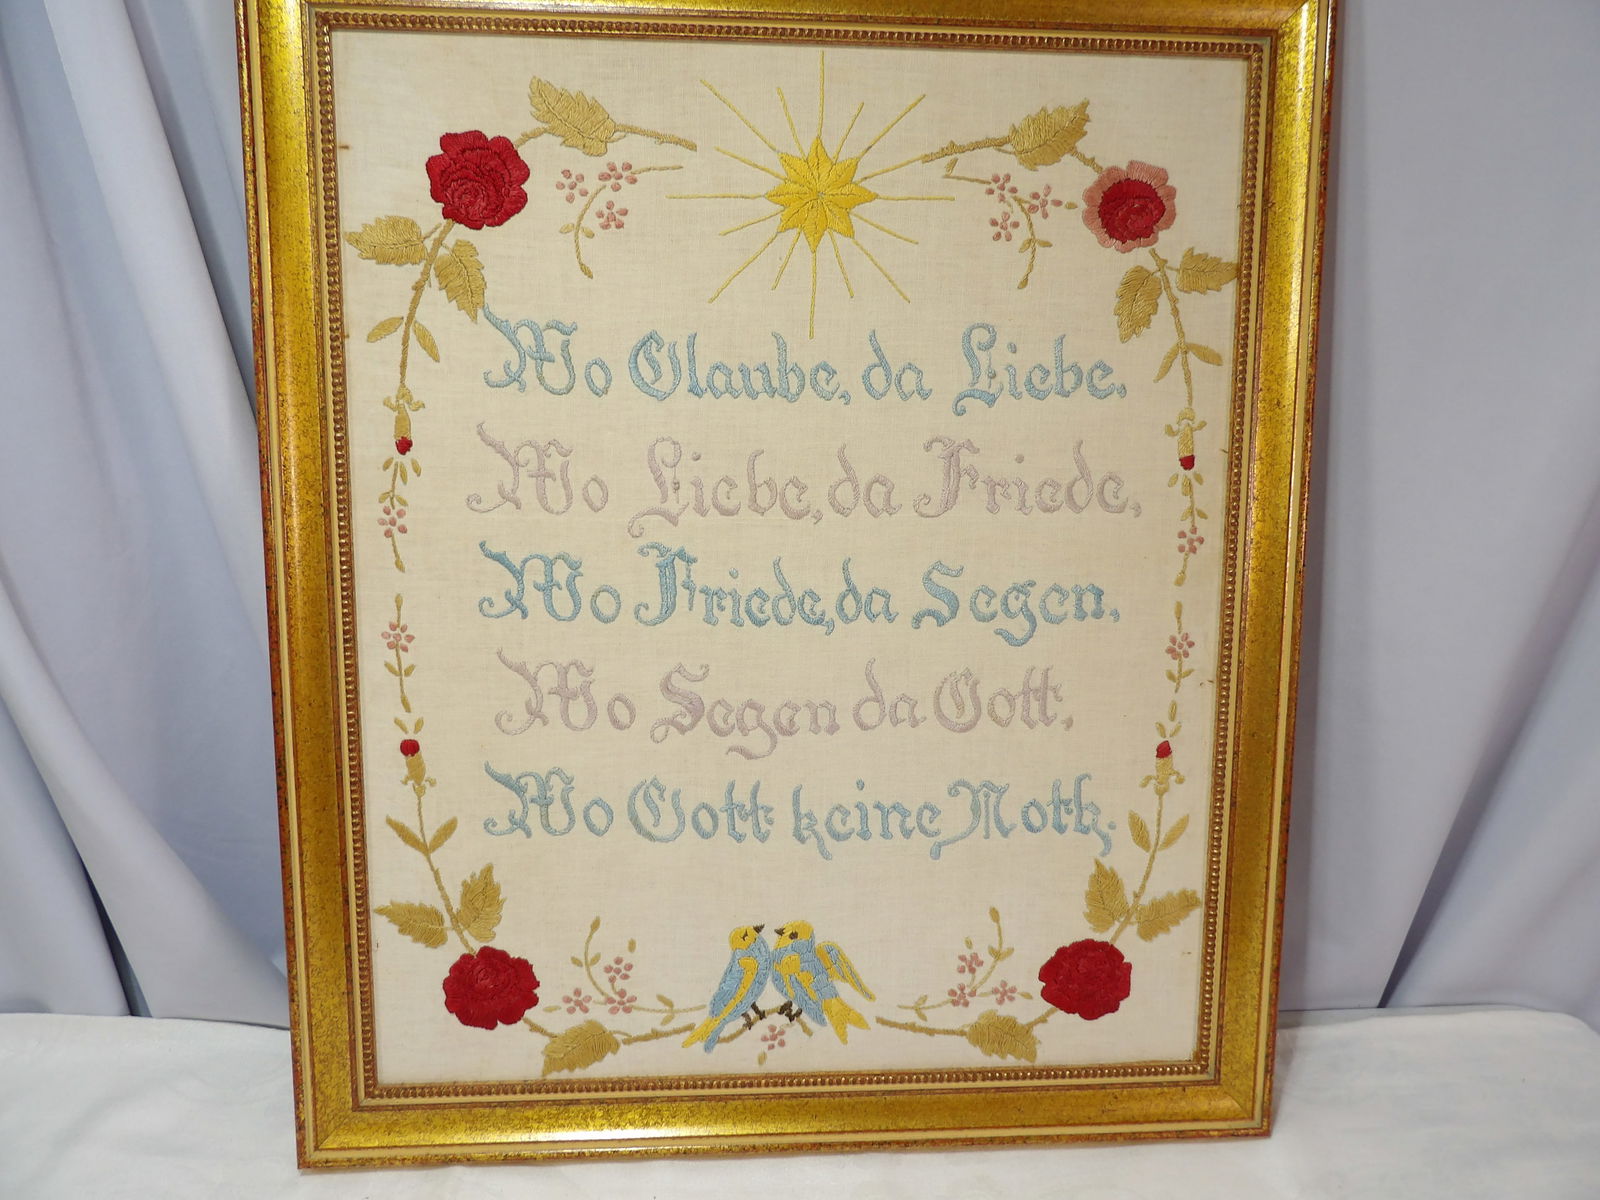 Wo Glaube, da Liebe.
Wo Liebe, da Friede.
Wo Friede, da Segen.
Wo Segen da Gott.
Wo Gott keine Noth.